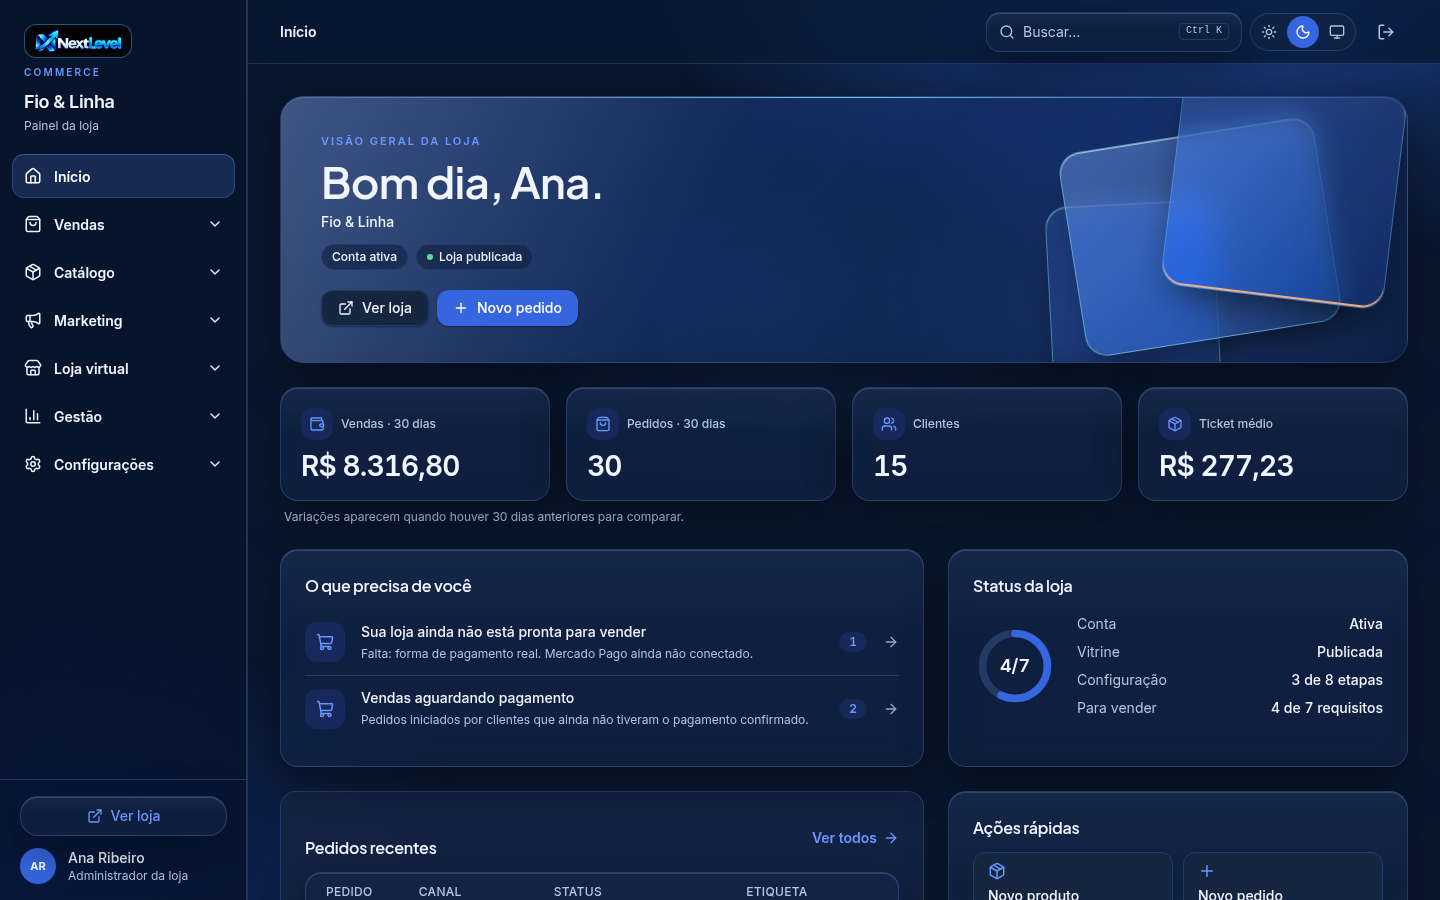 NextLevel
COMMERCE
Fio & Linha
Painel da loja
Início
Vendas
Catálogo
Marketing
Loja virtual
Gestão
Configurações
Ver loja
AR
Ana Ribeiro
Administrador da loja
Início
Buscar...
Ctrl K
VISÃO GERAL DA LOJA
Bom dia, Ana.
Fio & Linha
Conta ativa
Loja publicada
Ver loja
Novo pedido
Vendas · 30 dias
R$ 8.316,80
Pedidos · 30 dias
30
Clientes
15
Ticket médio
R$ 277,23
Variações aparecem quando houver 30 dias anteriores para comparar.
O que precisa de você
Sua loja ainda não está pronta para vender
Falta: forma de pagamento real. Mercado Pago ainda não conectado.
1
Vendas aguardando pagamento
Pedidos iniciados por clientes que ainda não tiveram o pagamento confirmado.
2
Status da loja
4/7
Conta Ativa
Vitrine Publicada
Configuração 3 de 8 etapas
Para vender 4 de 7 requisitos
Pedidos recentes
Ver todos
PEDIDO CANAL STATUS ETIQUETA
Ações rápidas
Novo produto
Novo pedido